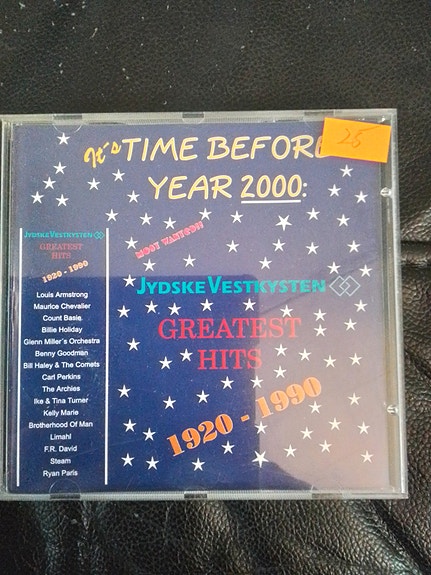 It's TIME BEFORE
25
YEAR 2000:
MOST WANTED!!!
JYDSKEVESTKYSTEN
GREATEST
HITS
1920 - 1990
JYDSKEVESTKYSTEN
GREATEST
HITS
1920 - 1990
Louis Armstrong
Maurice Chevalier
Count Basie
Billie Holiday
Glenn Miller´s Orchestra
Benny Goodman
Bill Haley & The Comets
Carl Perkins
The Archies
Ike & Tina Turner
Kelly Marie
Brotherhood Of Man
Limahl
F.R. David
Steam
Ryan Paris